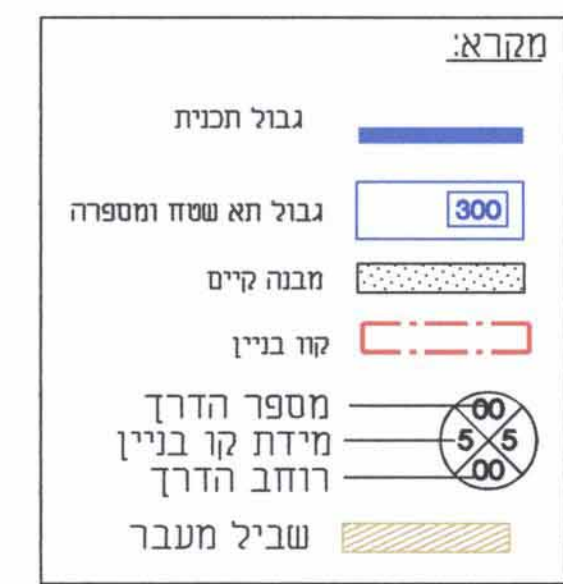 מקרא:
גבול תכנית
גבול תא שטח ומספרה 300
מבנה קיים
קוו בניין
מספר הדרך 00
מידת קו בניין 5 5
רוחב הדרך 00
שביל מעבר